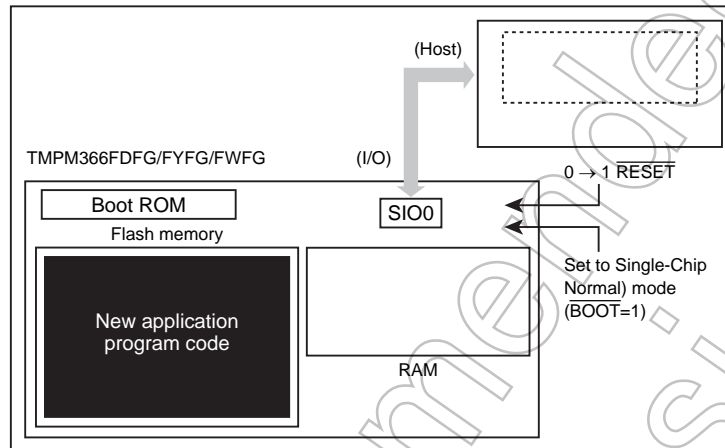 (Host)
TMPM366FDFG/FYFG/FWFG
(I/O)
0 → 1 RESET
Boot ROM
SIO0
Flash memory
Set to Single-Chip
Normal) mode
(BOOT=1)
New application
program code
RAM